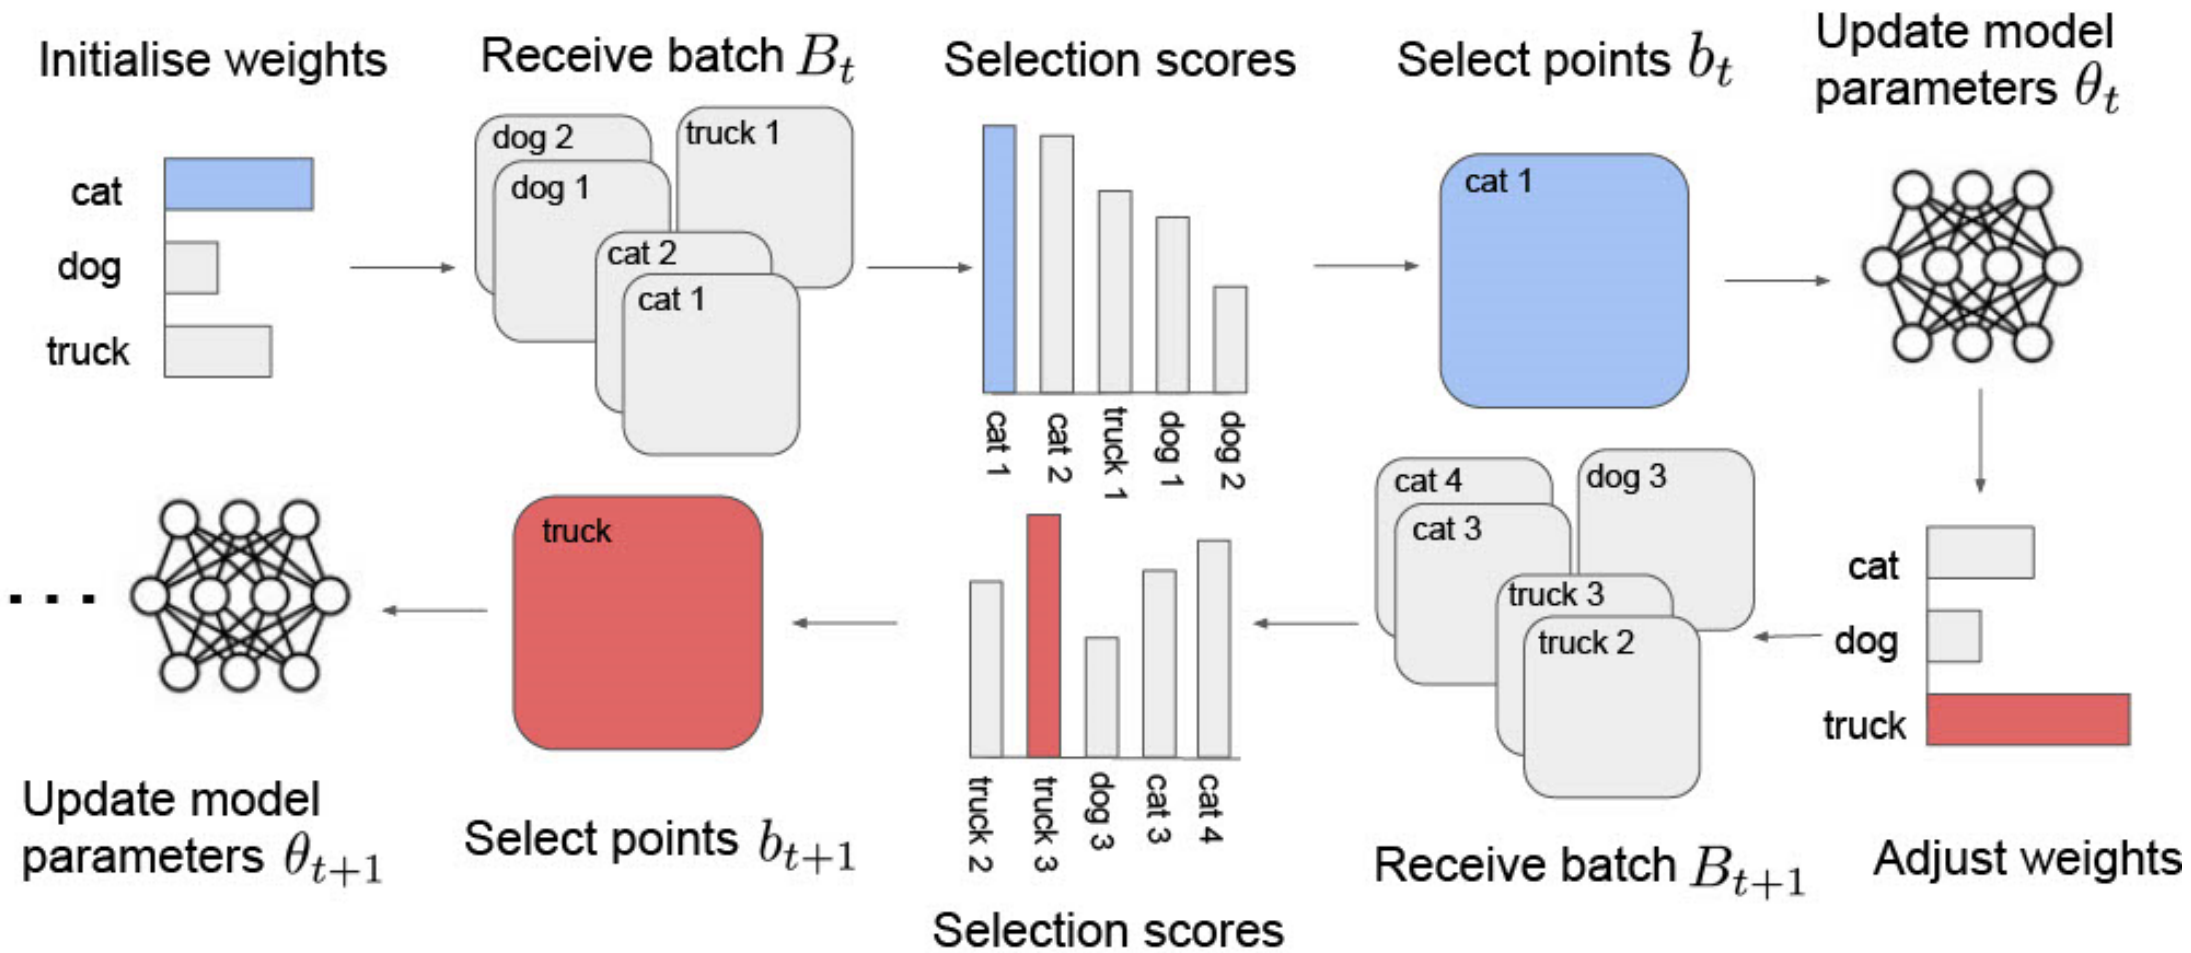 Initialise weights
cat
dog
truck
Receive batch B_t
dog 2
truck 1
dog 1
cat 2
cat 1
Selection scores
cat 1
cat 2
truck 1
dog 1
dog 2
Select points b_t
cat 1
Update model
parameters θ_t
cat
dog
truck
Adjust weights
cat 4
dog 3
cat 3
truck 3
truck 2
Receive batch B_{t+1}
truck 2
truck 3
dog 3
cat 3
cat 4
Selection scores
truck
Select points b_{t+1}
...
Update model
parameters θ_{t+1}